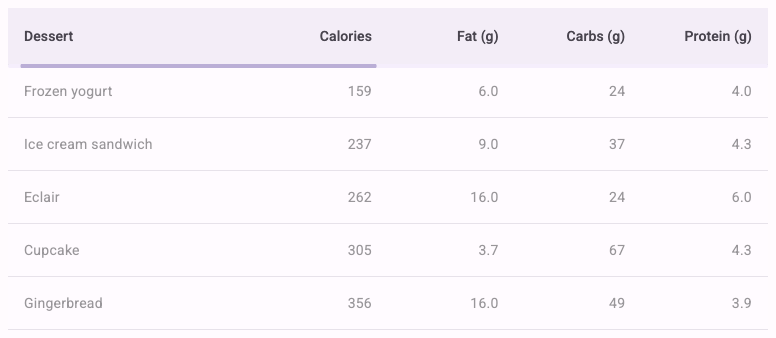 Dessert Calories Fat (g) Carbs (g) Protein (g)
Frozen yogurt 159 6.0 24 4.0
Ice cream sandwich 237 9.0 37 4.3
Eclair 262 16.0 24 6.0
Cupcake 305 3.7 67 4.3
Gingerbread 356 16.0 49 3.9